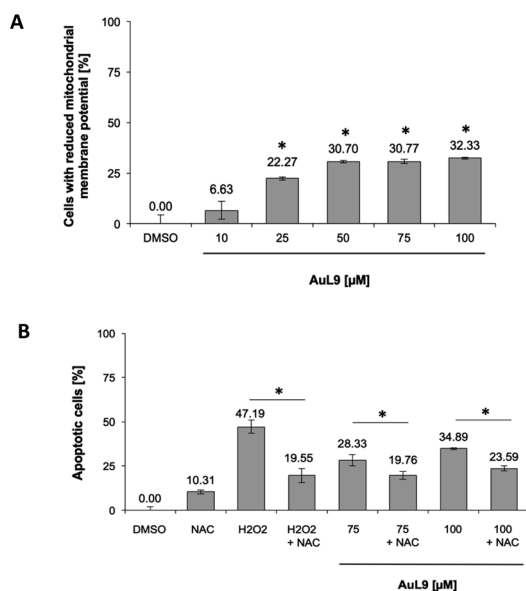 A
Cells with reduced mitochondrial
membrane potential [%]
100
75
50
25
0
0.00
6.63
*
22.27
*
30.70
*
30.77
*
32.33
DMSO
10
25
50
75
100
AuL9 [µM]
B
Apoptotic cells [%]
100
75
50
25
0
0.00
10.31
47.19
*
19.55
28.33
*
19.76
34.89
*
23.59
DMSO
NAC
H2O2
H2O2
+ NAC
75
75
+ NAC
100
100
+ NAC
AuL9 [µM]